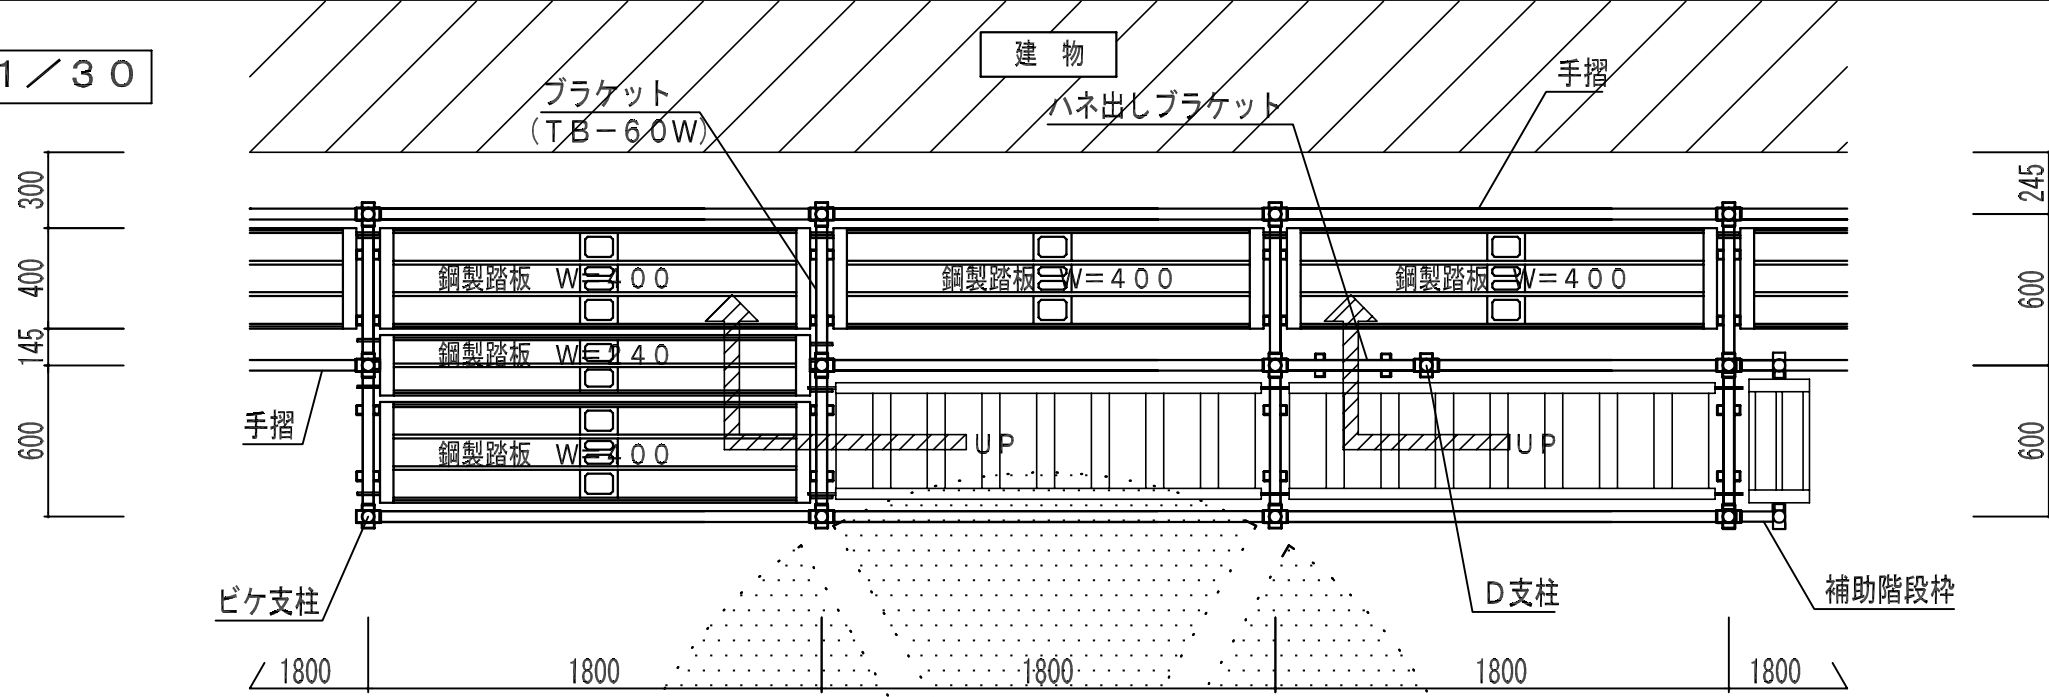 1／30
建 物
手摺
ブラケット
(TB－60W)
ハネ出しブラケット
300
400
145
600
245
600
600
鋼製踏板 W=400
鋼製踏板 W=400
鋼製踏板 W=400
鋼製踏板 W=240
鋼製踏板 W=400
手摺
UP
UP
ビケ支柱
D支柱
補助階段枠
1800
1800
1800
1800
1800